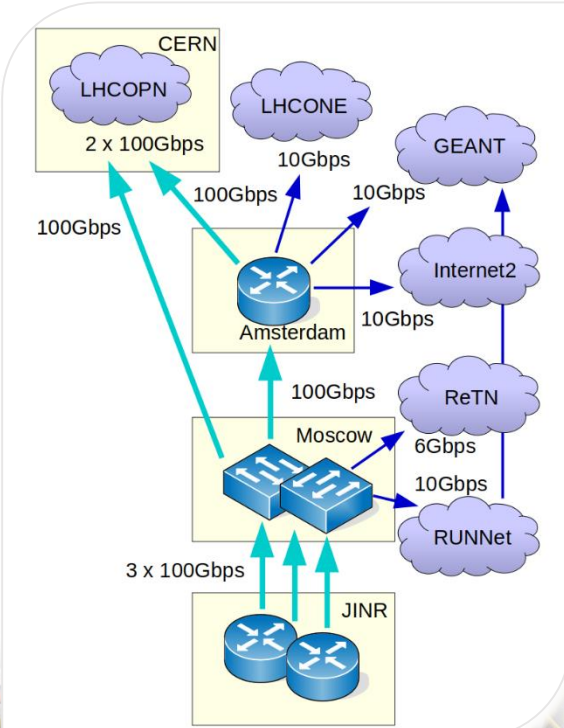 CERN
LHCOPN
2 x 100Gbps
LHCONE
10Gbps
GEANT
100Gbps
10Gbps
100Gbps
Internet2
10Gbps
Amsterdam
100Gbps
ReTN
Moscow
6Gbps
10Gbps
RUNNet
3 x 100Gbps
JINR